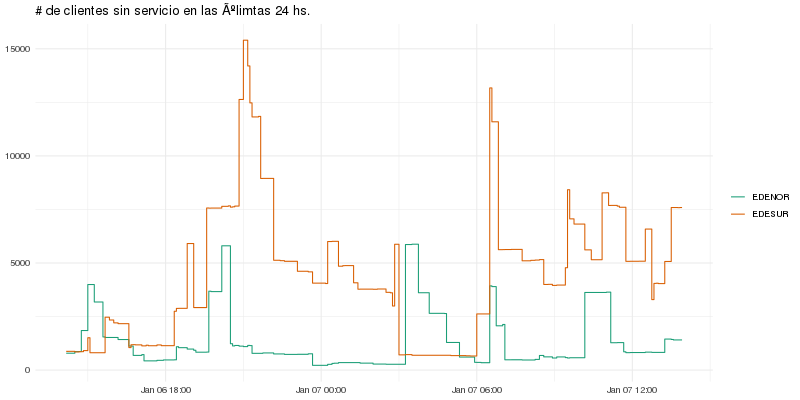 # de clientes sin servicio en las Ãºlimtas 24 hs.
15000
10000
5000
0
Jan 06 18:00
Jan 07 00:00
Jan 07 06:00
Jan 07 12:00
EDENOR
EDESUR